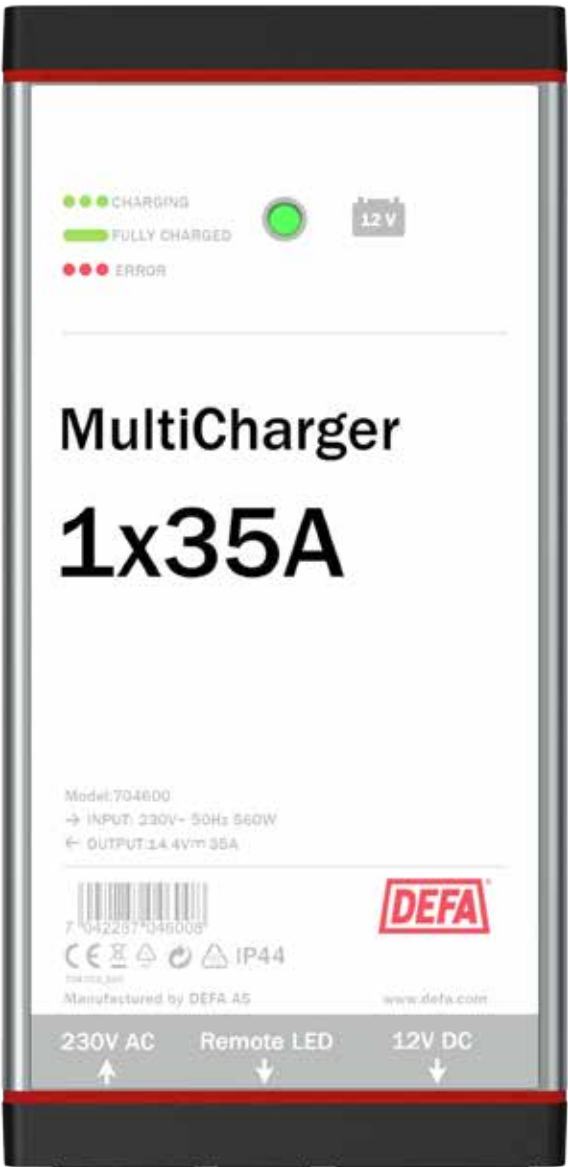 CHARGING
FULLY CHARGED
ERROR
12 V
MultiCharger
1x35A
Model:704600
→ INPUT: 230V~ 50Hz 560W
← OUTPUT:14.4V⎓35A
7 042287 046008
DEFA
CE IP44
Manufactured by DEFA AS
www.defa.com
230V AC Remote LED 12V DC